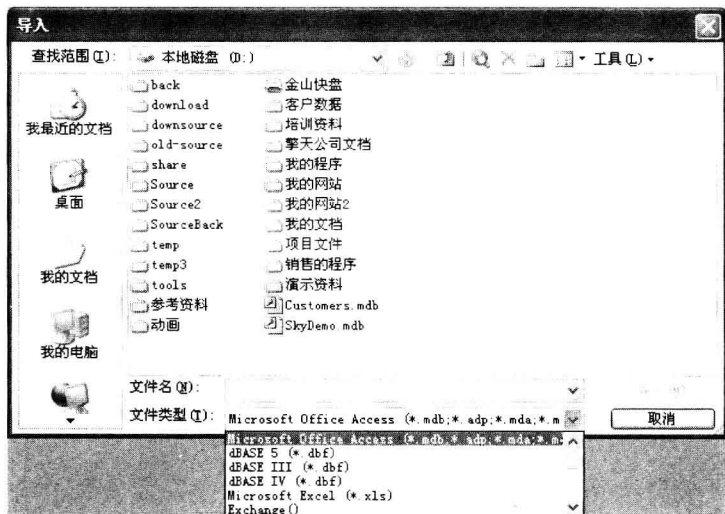 导入
查找范围(I):
本地磁盘 (D:)
工具(L)
我最近的文档
桌面
我的文档
我的电脑
back
download
downsource
old-source
share
Source
Source2
SourceBack
temp
temp3
tools
参考资料
动画
金山快盘
客户数据
培训资料
擎天公司文档
我的程序
我的网站
我的网站2
我的文档
项目文件
销售的程序
演示资料
Customers.mdb
SkyDemo.mdb
文件名(N):
文件类型(T):
Microsoft Office Access (*.mdb;*.adp;*.mda;*.m
取消
Microsoft Office Access (*.mdb;*.adp;*.mda;*.md
dBASE 5 (*.dbf)
dBASE III (*.dbf)
dBASE IV (*.dbf)
Microsoft Excel (*.xls)
Exchange()